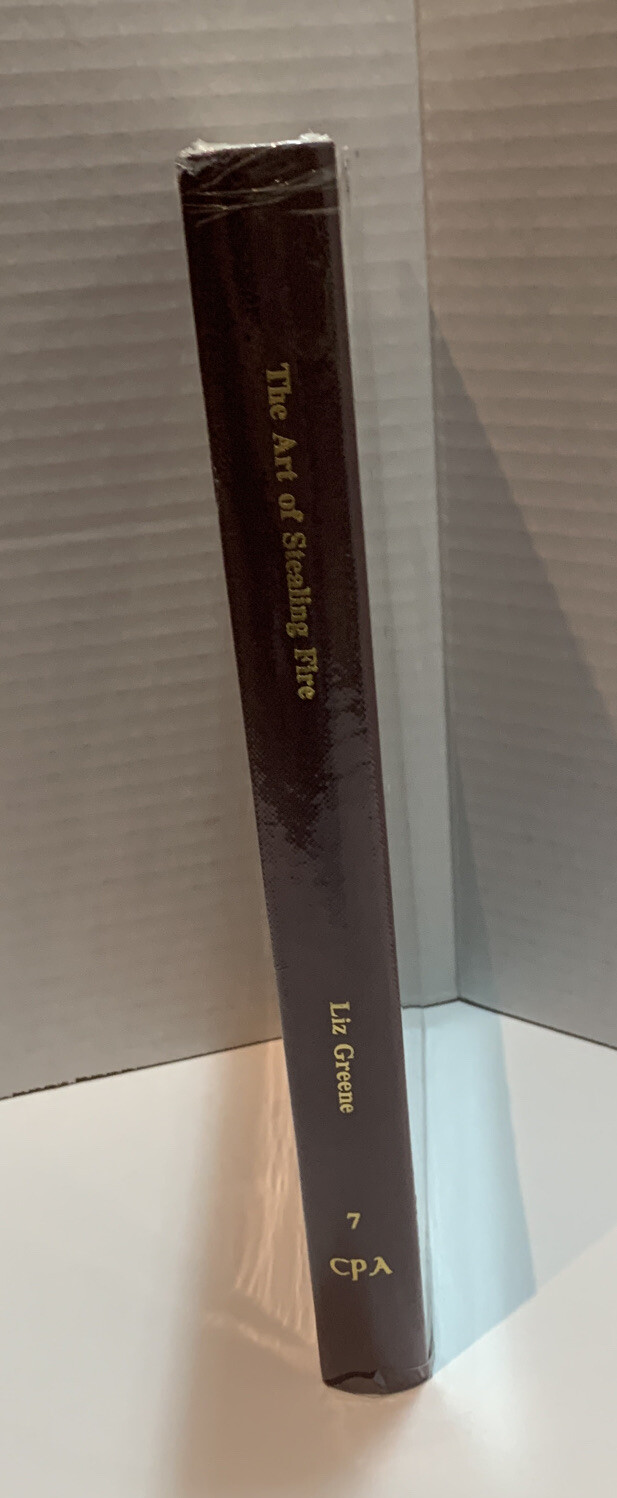 The Art of Stealing Fire
Liz Greene
7
CPA